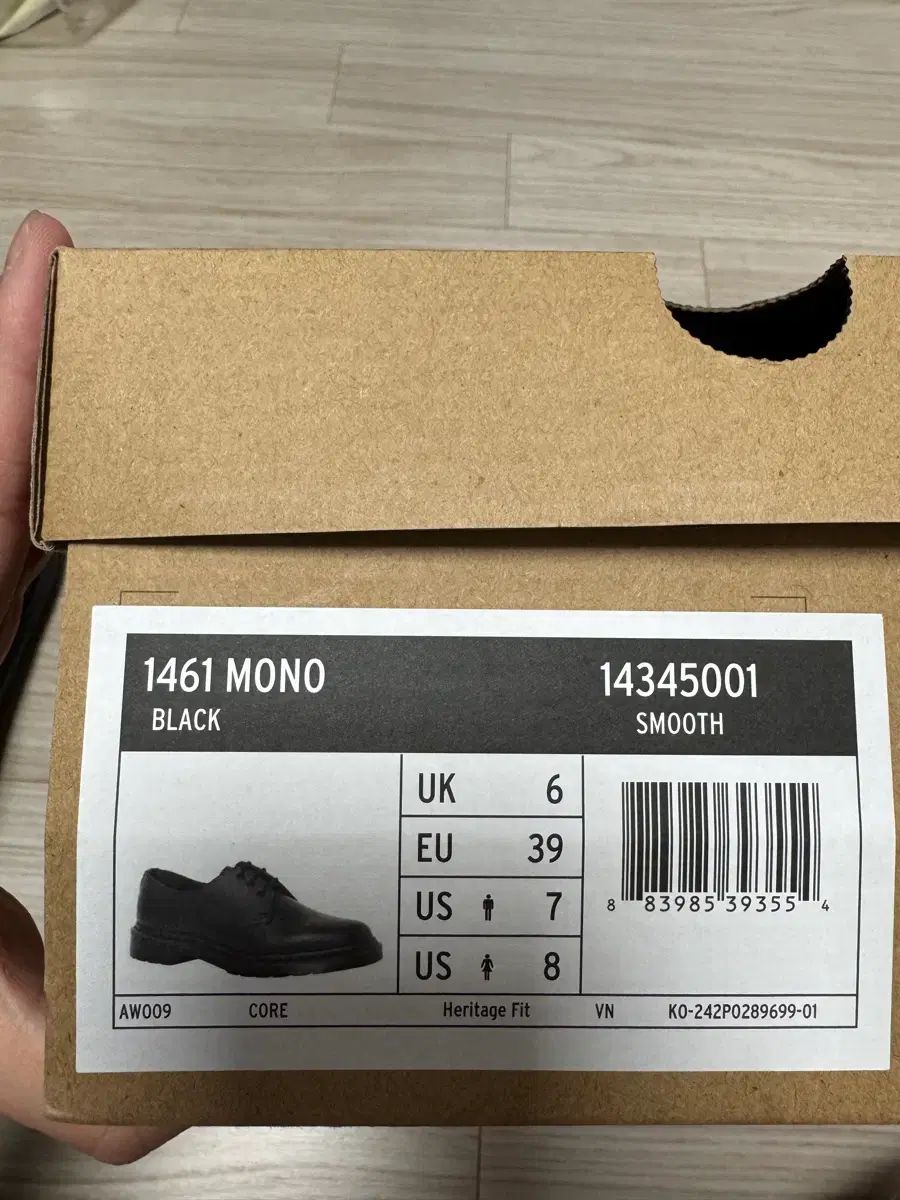 1461 MONO 14345001
BLACK SMOOTH
UK 6
EU 39
US 7
US 8
8 83985 39355 4
AW009 CORE Heritage Fit VN KO-242P0289699-01